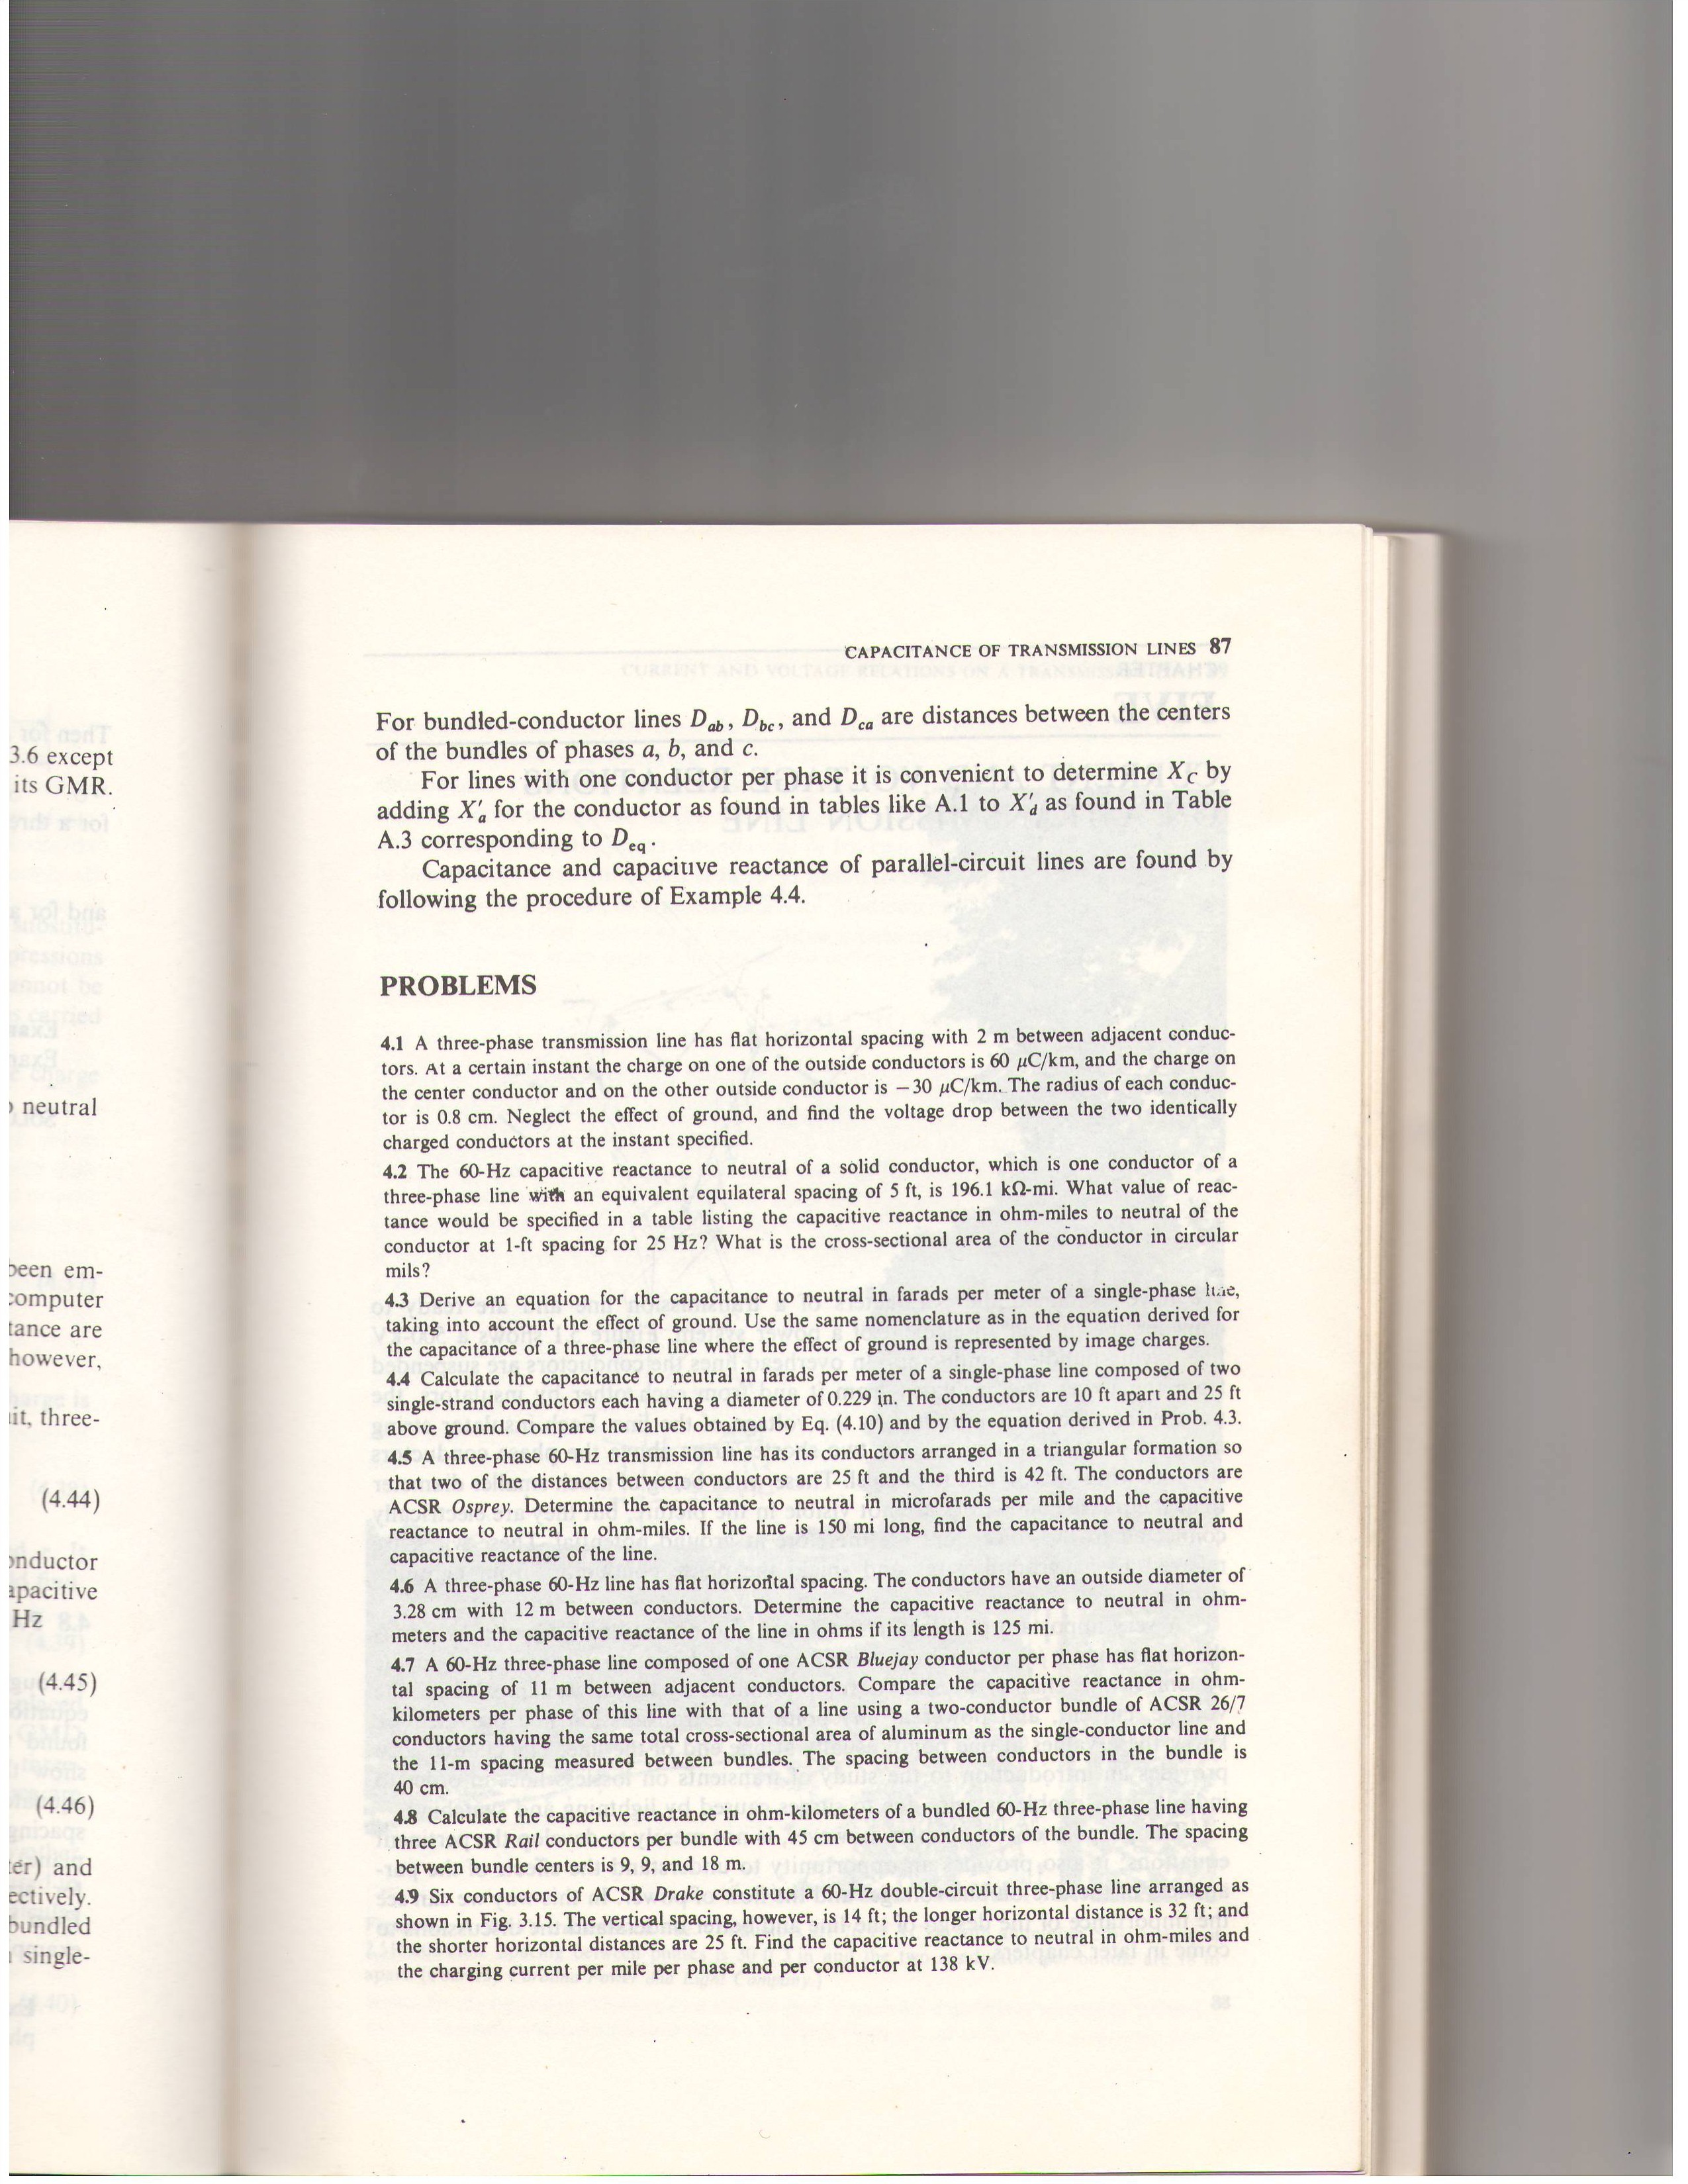 3.6 except
its GMR.
neutral
been em-
computer
tance are
however,
it, three-
(4.44)
onductor
apacitive
Hz
(4.45)
(4.46)
er) and
ectively.
bundled
single-
CAPACITANCE OF TRANSMISSION LINES 87
For bundled-conductor lines D_ab, D_bc, and D_ca are distances between the centers
of the bundles of phases a, b, and c.
For lines with one conductor per phase it is convenient to determine X_C by
adding X'_a for the conductor as found in tables like A.1 to X'_d as found in Table
A.3 corresponding to D_eq.
Capacitance and capacitive reactance of parallel-circuit lines are found by
following the procedure of Example 4.4.
PROBLEMS
4.1 A three-phase transmission line has flat horizontal spacing with 2 m between adjacent conduc-
tors. At a certain instant the charge on one of the outside conductors is 60 μC/km, and the charge on
the center conductor and on the other outside conductor is −30 μC/km. The radius of each conduc-
tor is 0.8 cm. Neglect the effect of ground, and find the voltage drop between the two identically
charged conductors at the instant specified.
4.2 The 60-Hz capacitive reactance to neutral of a solid conductor, which is one conductor of a
three-phase line with an equivalent equilateral spacing of 5 ft, is 196.1 kΩ-mi. What value of reac-
tance would be specified in a table listing the capacitive reactance in ohm-miles to neutral of the
conductor at 1-ft spacing for 25 Hz? What is the cross-sectional area of the conductor in circular
mils?
4.3 Derive an equation for the capacitance to neutral in farads per meter of a single-phase line,
taking into account the effect of ground. Use the same nomenclature as in the equation derived for
the capacitance of a three-phase line where the effect of ground is represented by image charges.
4.4 Calculate the capacitance to neutral in farads per meter of a single-phase line composed of two
single-strand conductors each having a diameter of 0.229 in. The conductors are 10 ft apart and 25 ft
above ground. Compare the values obtained by Eq. (4.10) and by the equation derived in Prob. 4.3.
4.5 A three-phase 60-Hz transmission line has its conductors arranged in a triangular formation so
that two of the distances between conductors are 25 ft and the third is 42 ft. The conductors are
ACSR Osprey. Determine the capacitance to neutral in microfarads per mile and the capacitive
reactance to neutral in ohm-miles. If the line is 150 mi long, find the capacitance to neutral and
capacitive reactance of the line.
4.6 A three-phase 60-Hz line has flat horizontal spacing. The conductors have an outside diameter of
3.28 cm with 12 m between conductors. Determine the capacitive reactance to neutral in ohm-
meters and the capacitive reactance of the line in ohms if its length is 125 mi.
4.7 A 60-Hz three-phase line composed of one ACSR Bluejay conductor per phase has flat horizon-
tal spacing of 11 m between adjacent conductors. Compare the capacitive reactance in ohm-
kilometers per phase of this line with that of a line using a two-conductor bundle of ACSR 26/7
conductors having the same total cross-sectional area of aluminum as the single-conductor line and
the 11-m spacing measured between bundles. The spacing between conductors in the bundle is
40 cm.
4.8 Calculate the capacitive reactance in ohm-kilometers of a bundled 60-Hz three-phase line having
three ACSR Rail conductors per bundle with 45 cm between conductors of the bundle. The spacing
between bundle centers is 9, 9, and 18 m.
4.9 Six conductors of ACSR Drake constitute a 60-Hz double-circuit three-phase line arranged as
shown in Fig. 3.15. The vertical spacing, however, is 14 ft; the longer horizontal distance is 32 ft; and
the shorter horizontal distances are 25 ft. Find the capacitive reactance to neutral in ohm-miles and
the charging current per mile per phase and per conductor at 138 kV.